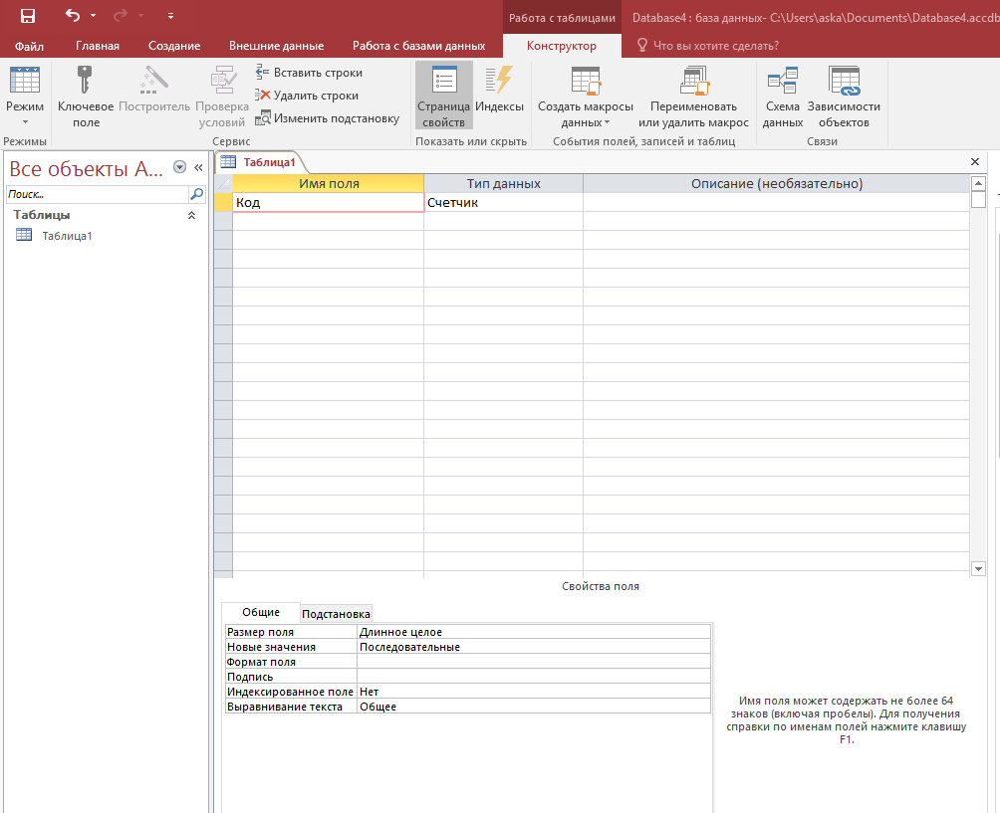 Работа с таблицами
Database4 : база данных- C:\Users\aska\Documents\Database4.accdb
Файл
Главная
Создание
Внешние данные
Работа с базами данных
Конструктор
Что вы хотите сделать?
Режим
Ключевое
поле
Построитель
Проверка
условий
Вставить строки
Удалить строки
Изменить подстановку
Страница
свойств
Индексы
Создать макросы
данных
Переименовать
или удалить макрос
Схема
данных
Зависимости
объектов
Режимы
Сервис
Показать или скрыть
События полей, записей и таблиц
Связи
Все объекты A...
Поиск...
Таблицы
Таблица1
Таблица1
Имя поля
Тип данных
Описание (необязательно)
Код
Счетчик
Свойства поля
Общие
Подстановка
Размер поля
Длинное целое
Новые значения
Последовательные
Формат поля
Подпись
Индексированное поле
Нет
Выравнивание текста
Общее
Имя поля может содержать не более 64
знаков (включая пробелы). Для получения
справки по именам полей нажмите клавишу
F1.